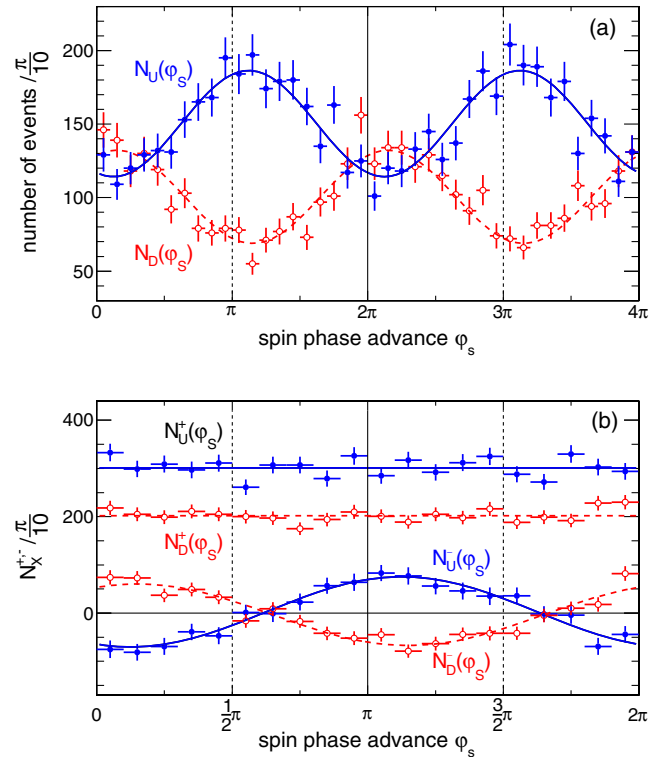 (a)
number of events / π/10
200
150
100
50
N_U(φ_S)
N_D(φ_S)
0
π
2π
3π
4π
spin phase advance φ_s
(b)
N_X^{+,-} / π/10
400
200
0
N_U^+(φ_S)
N_D^+(φ_S)
N_U^-(φ_S)
N_D^-(φ_S)
0
1/2 π
π
3/2 π
2π
spin phase advance φ_s